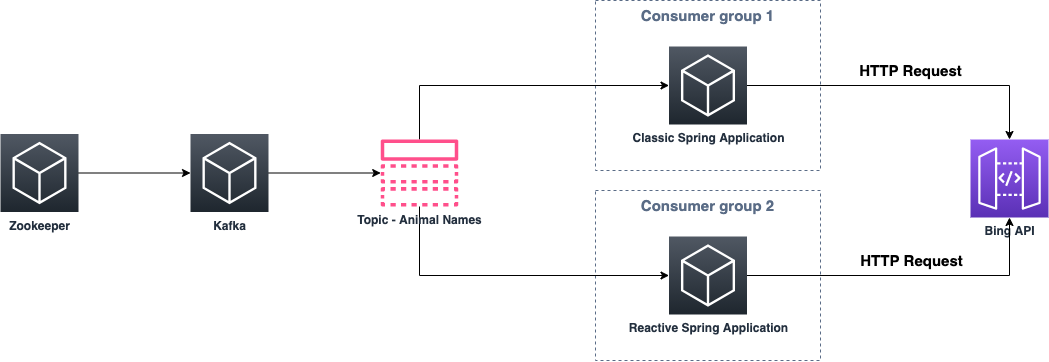 Consumer group 1
HTTP Request
Classic Spring Application
Zookeeper
Kafka
Topic - Animal Names
Consumer group 2
</>
Bing API
HTTP Request
Reactive Spring Application